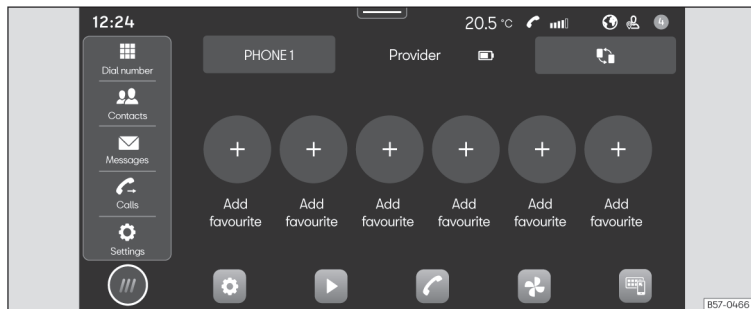 12:24
20.5 °C
4
Dial number
PHONE 1
Provider
Contacts
Messages
Calls
Settings
Add favourite
Add favourite
Add favourite
Add favourite
Add favourite
Add favourite
B57-0466